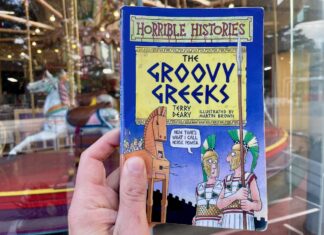 HORRIBLE HISTORIES
THE
GROOVY
GREEKS
TERRY
DEARY
ILLUSTRATED BY
MARTIN BROWN
NOW THAT'S
WHAT I CALL
HORSE POWER